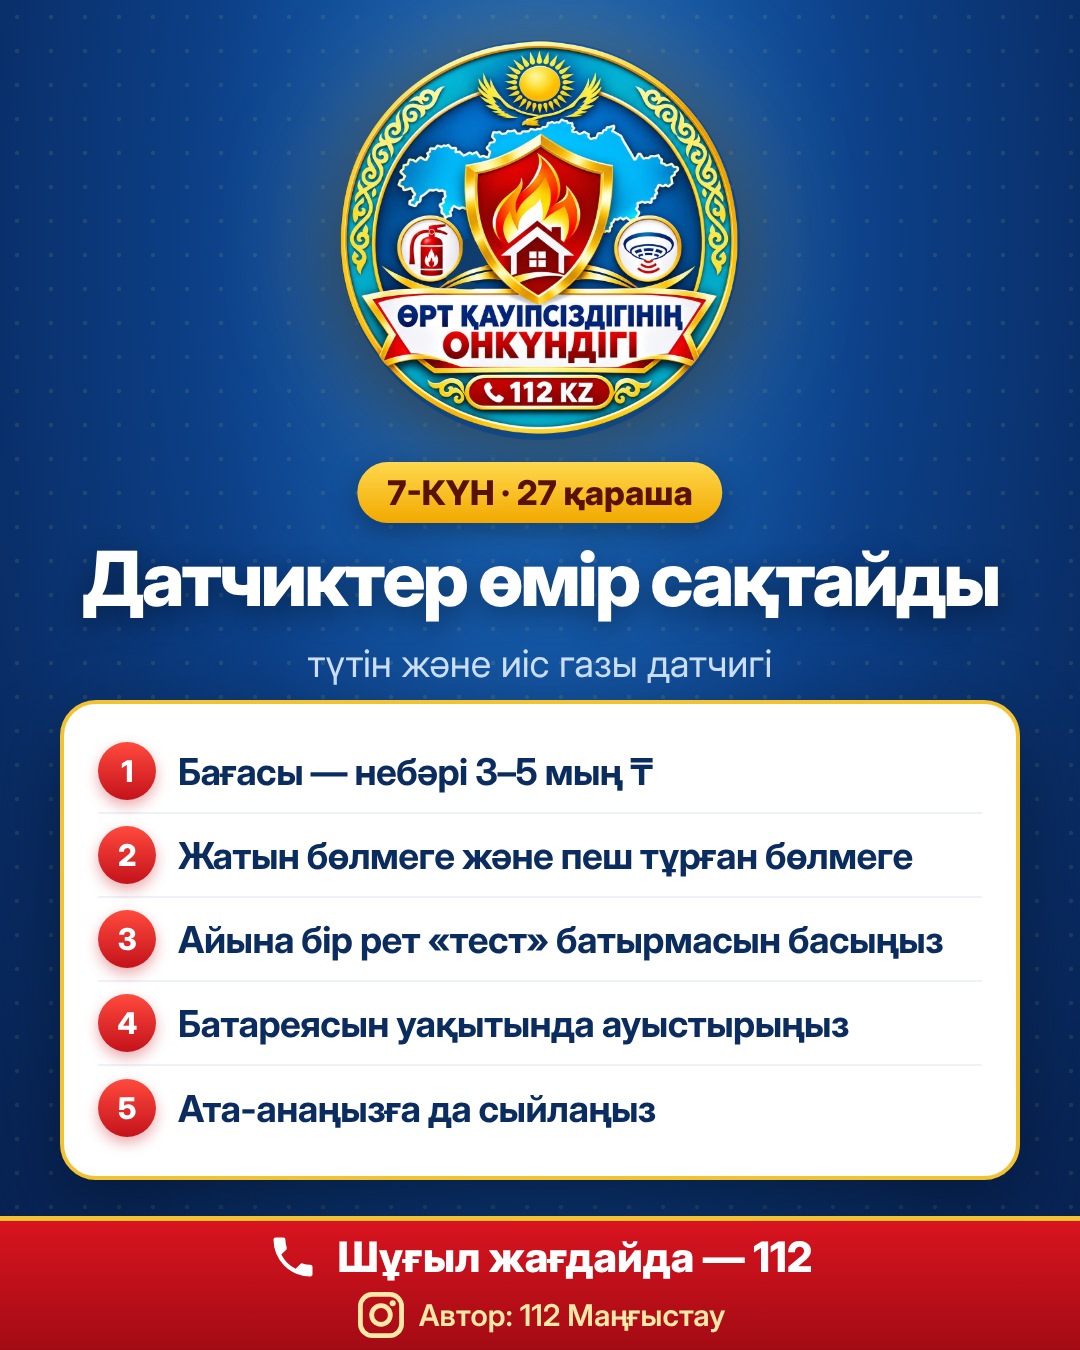 ӨРТ ҚАУІПСІЗДІГІНІҢ
ОНКҮНДІГІ
112 KZ
7-КҮН · 27 қараша
Датчиктер өмір сақтайды
түтін және иіс газы датчигі
1 Бағасы — небәрі 3–5 мың ₸
2 Жатын бөлмеге және пеш тұрған бөлмеге
3 Айына бір рет «тест» батырмасын басыңыз
4 Батареясын уақытында ауыстырыңыз
5 Ата-анаңызға да сыйлаңыз
Шұғыл жағдайда — 112
Автор: 112 Маңғыстау